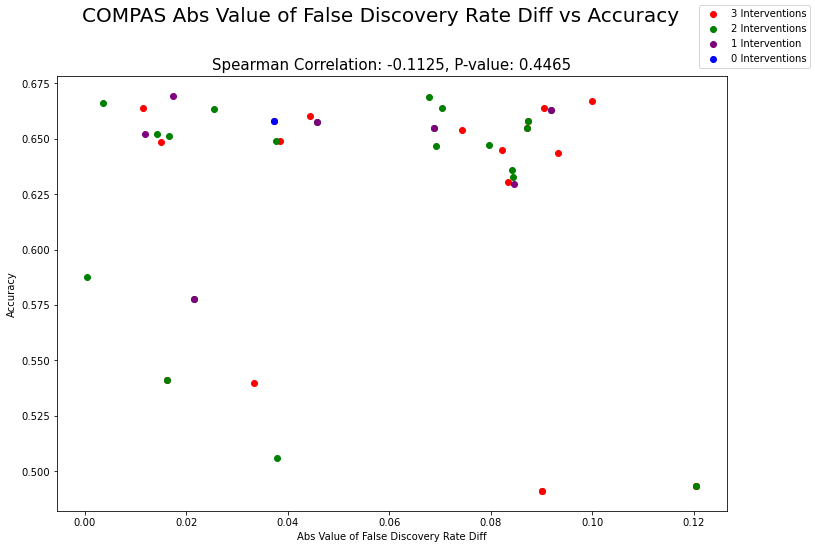 COMPAS Abs Value of False Discovery Rate Diff vs Accuracy
3 Interventions
2 Interventions
1 Intervention
0 Interventions
Spearman Correlation: -0.1125, P-value: 0.4465
0.675
0.650
0.625
0.600
0.575
0.550
0.525
0.500
Accuracy
0.00
0.02
0.04
0.06
0.08
0.10
0.12
Abs Value of False Discovery Rate Diff